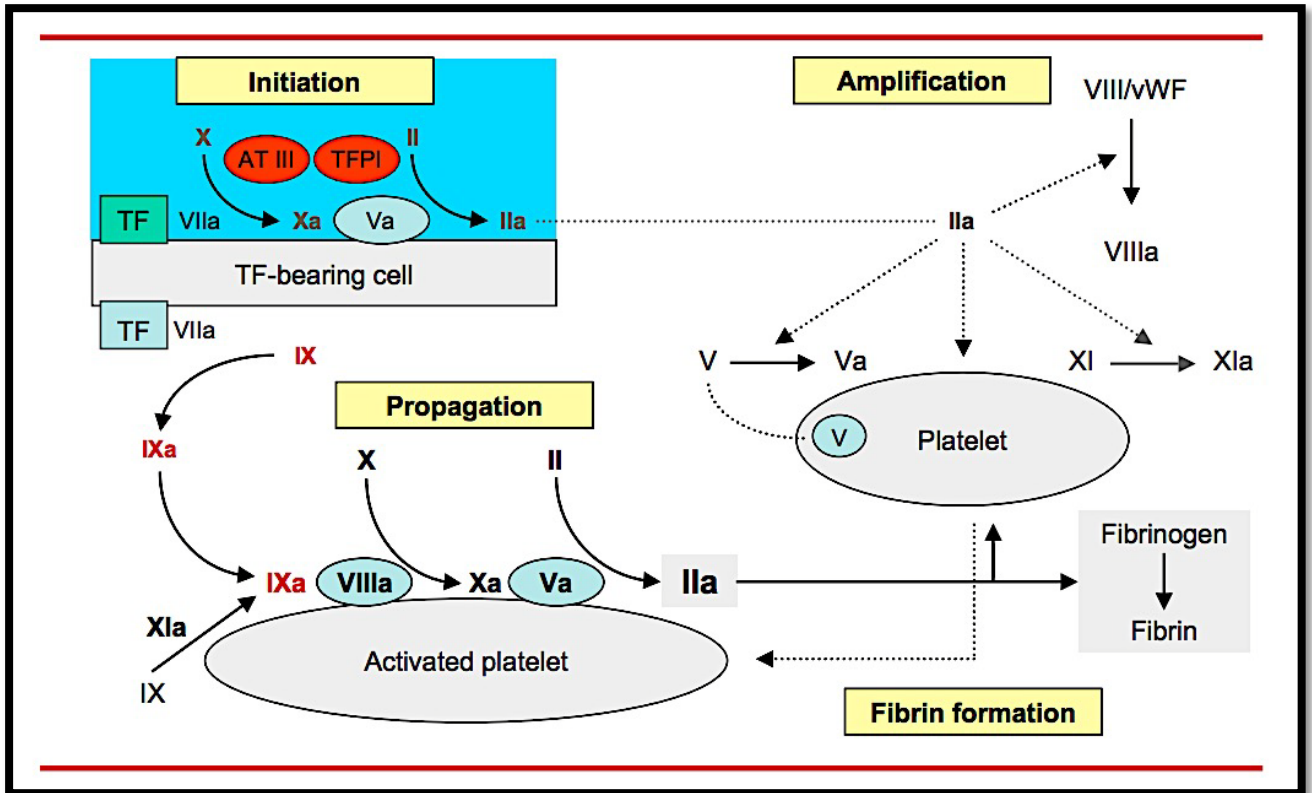 Initiation
X
AT III
TFPI
II
TF
VIIa
Xa
Va
IIa
TF-bearing cell
TF
VIIa
IX
IXa
Amplification
VIII/vWF
IIa
VIIIa
V
Va
XI
XIa
V
Platelet
Propagation
X
II
IXa
VIIIa
Xa
Va
IIa
XIa
IX
Activated platelet
Fibrinogen
Fibrin
Fibrin formation